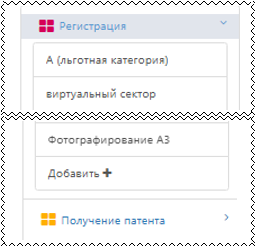 Регистрация
А (льготная категория)
виртуальный сектор
Фотографирование А3
Добавить +
Получение патента